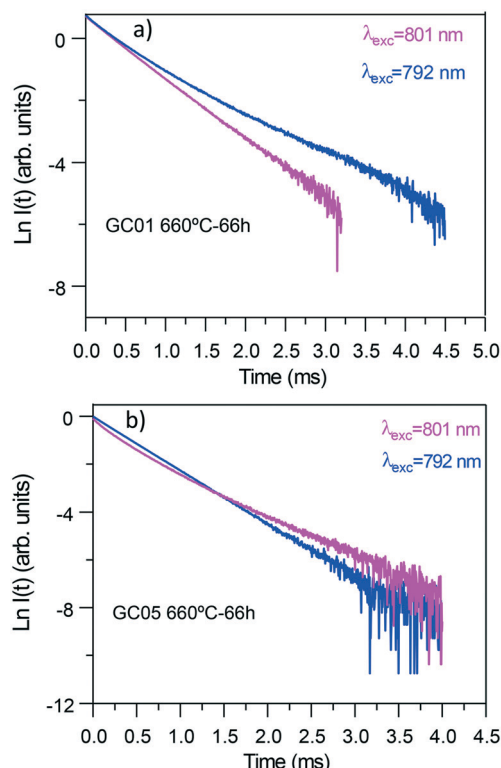 a)
λexc=801 nm
λexc=792 nm
GC01 660ºC-66h
Ln I(t) (arb. units)
0
-4
-8
0.0 0.5 1.0 1.5 2.0 2.5 3.0 3.5 4.0 4.5 5.0
Time (ms)
b)
λexc=801 nm
λexc=792 nm
GC05 660ºC-66h
Ln I(t) (arb. units)
0
-4
-8
-12
0.0 0.5 1.0 1.5 2.0 2.5 3.0 3.5 4.0 4.5
Time (ms)